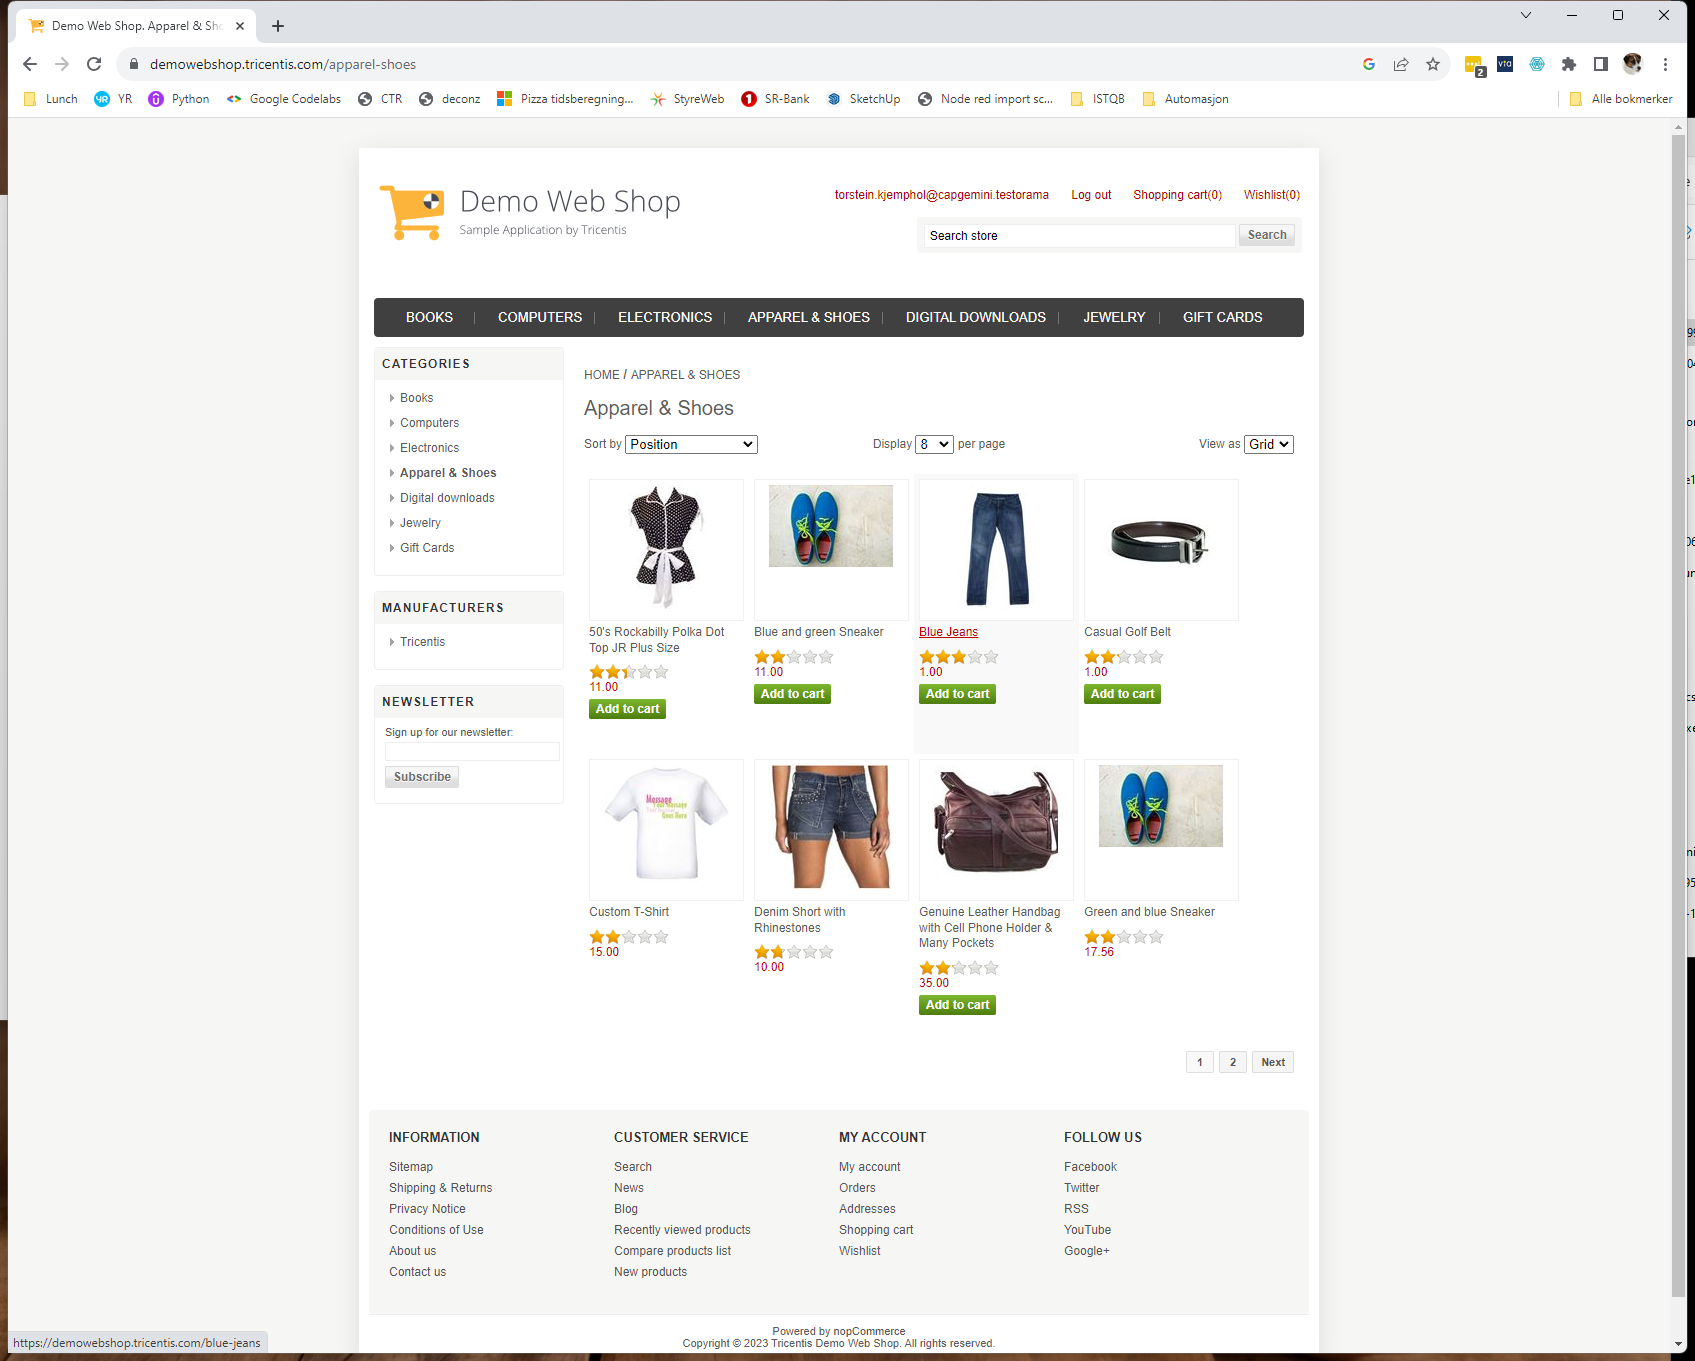 Demo Web Shop. Apparel & Sho
demowebshop.tricentis.com/apparel-shoes
2
Lunch YR Python Google Codelabs CTR deconz Pizza tidsberegning... StyreWeb SR-Bank SketchUp Node red import sc... ISTQB Automasjon Alle bokmerker
Demo Web Shop
Sample Application by Tricentis
torstein.kjemphol@capgemini.testorama Log out Shopping cart(0) Wishlist(0)
Search store Search
BOOKS COMPUTERS ELECTRONICS APPAREL & SHOES DIGITAL DOWNLOADS JEWELRY GIFT CARDS
CATEGORIES
Books
Computers
Electronics
Apparel & Shoes
Digital downloads
Jewelry
Gift Cards
MANUFACTURERS
Tricentis
NEWSLETTER
Sign up for our newsletter:
Subscribe
HOME / APPAREL & SHOES
Apparel & Shoes
Sort by Position Display 8 per page View as Grid
50's Rockabilly Polka Dot
Top JR Plus Size
11.00
Add to cart
Blue and green Sneaker
11.00
Add to cart
Blue Jeans
1.00
Add to cart
Casual Golf Belt
1.00
Add to cart
Message
Your Message
Goes Here
Custom T-Shirt
15.00
Denim Short with
Rhinestones
10.00
Genuine Leather Handbag
with Cell Phone Holder &
Many Pockets
35.00
Add to cart
Green and blue Sneaker
17.56
1 2 Next
INFORMATION
Sitemap
Shipping & Returns
Privacy Notice
Conditions of Use
About us
Contact us
CUSTOMER SERVICE
Search
News
Blog
Recently viewed products
Compare products list
New products
MY ACCOUNT
My account
Orders
Addresses
Shopping cart
Wishlist
FOLLOW US
Facebook
Twitter
RSS
YouTube
Google+
Powered by nopCommerce
Copyright © 2023 Tricentis Demo Web Shop. All rights reserved.
https://demowebshop.tricentis.com/blue-jeans